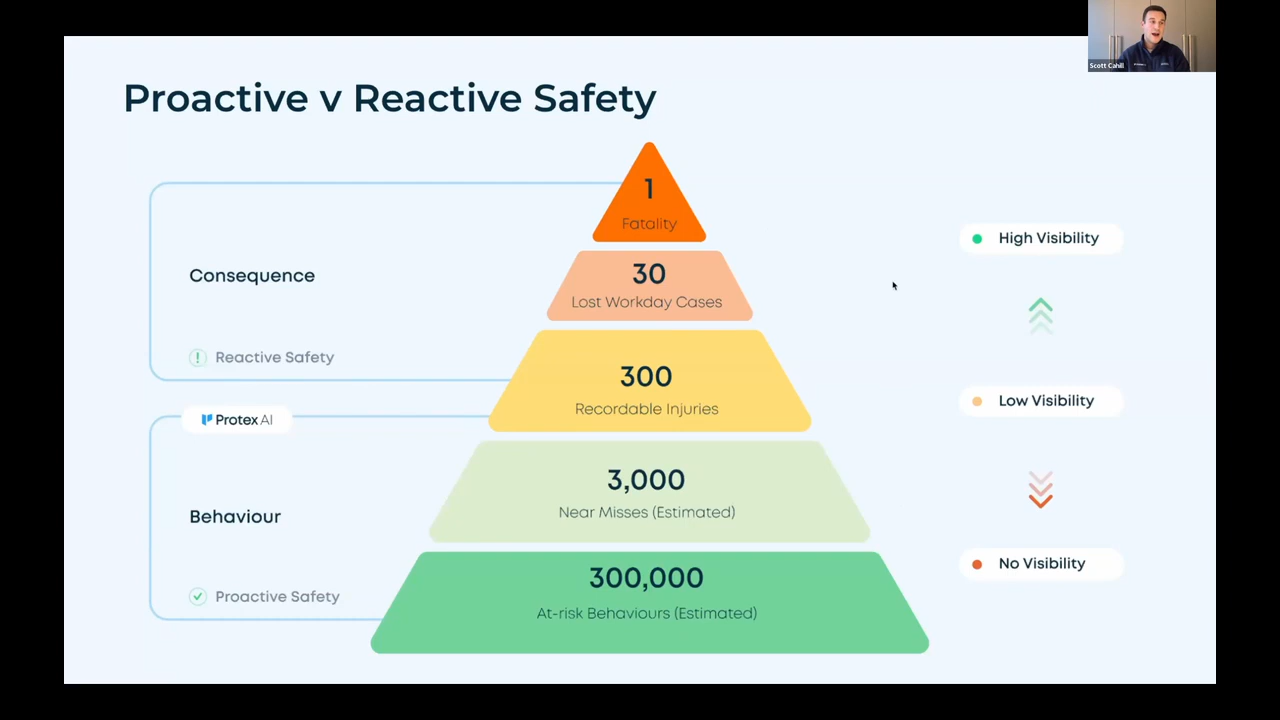 Scott Cahill
Proactive v Reactive Safety
1
Fatality
30
Lost Workday Cases
300
Recordable Injuries
3,000
Near Misses (Estimated)
300,000
At-risk Behaviours (Estimated)
Consequence
! Reactive Safety
Protex AI
Behaviour
Proactive Safety
High Visibility
Low Visibility
No Visibility